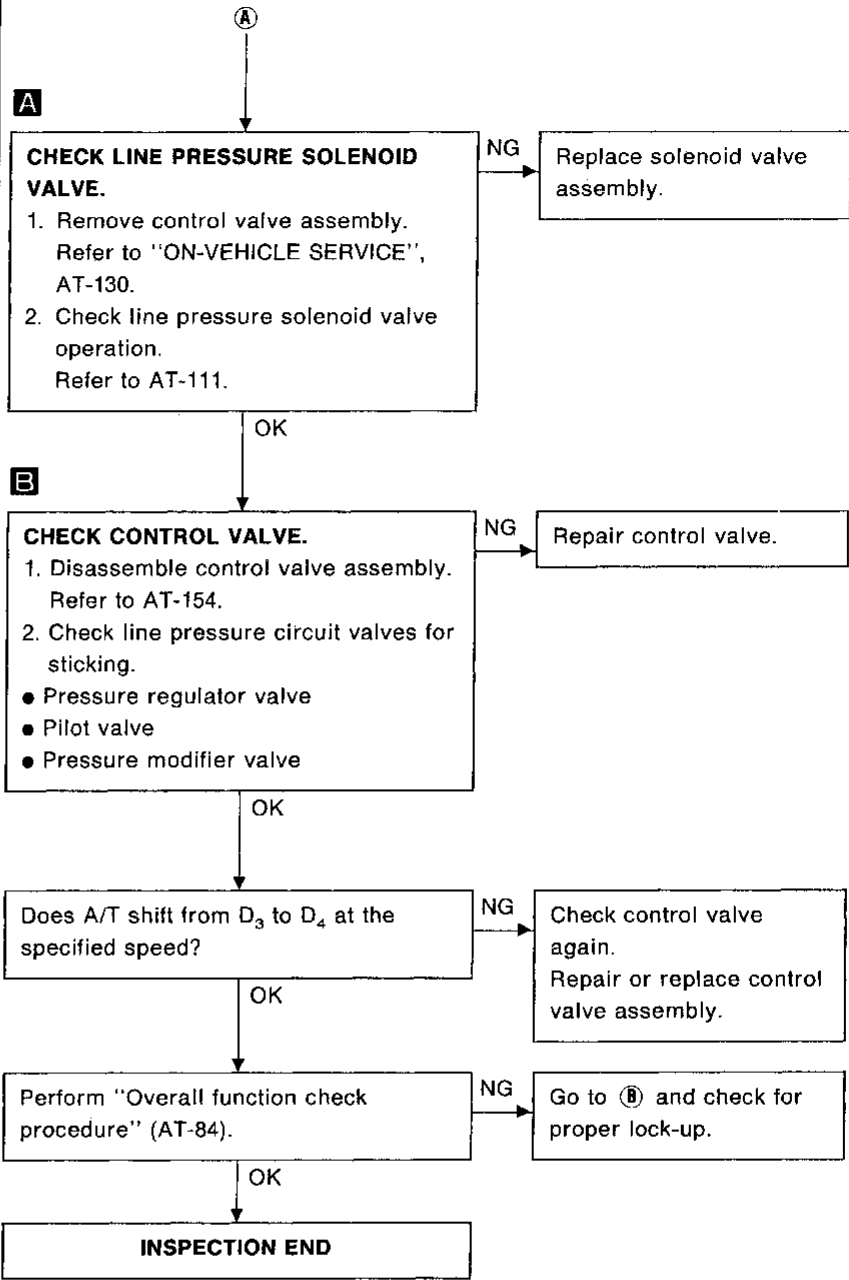 Ⓐ
A
CHECK LINE PRESSURE SOLENOID
VALVE.
1. Remove control valve assembly.
Refer to "ON-VEHICLE SERVICE",
AT-130.
2. Check line pressure solenoid valve
operation.
Refer to AT-111.
NG
Replace solenoid valve
assembly.
OK
B
CHECK CONTROL VALVE.
1. Disassemble control valve assembly.
Refer to AT-154.
2. Check line pressure circuit valves for
sticking.
● Pressure regulator valve
● Pilot valve
● Pressure modifier valve
NG
Repair control valve.
OK
Does A/T shift from D₃ to D₄ at the
specified speed?
NG
Check control valve
again.
Repair or replace control
valve assembly.
OK
Perform "Overall function check
procedure" (AT-84).
NG
Go to Ⓑ and check for
proper lock-up.
OK
INSPECTION END